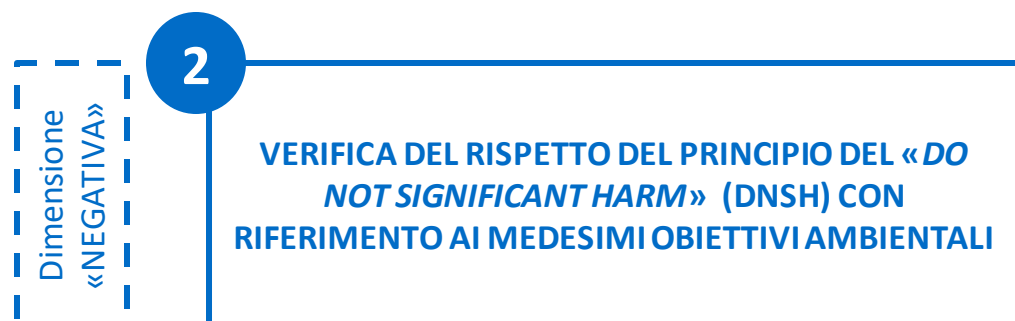 2
Dimensione
«NEGATIVA»
VERIFICA DEL RISPETTO DEL PRINCIPIO DEL «DO
NOT SIGNIFICANT HARM» (DNSH) CON
RIFERIMENTO AI MEDESIMI OBIETTIVI AMBIENTALI